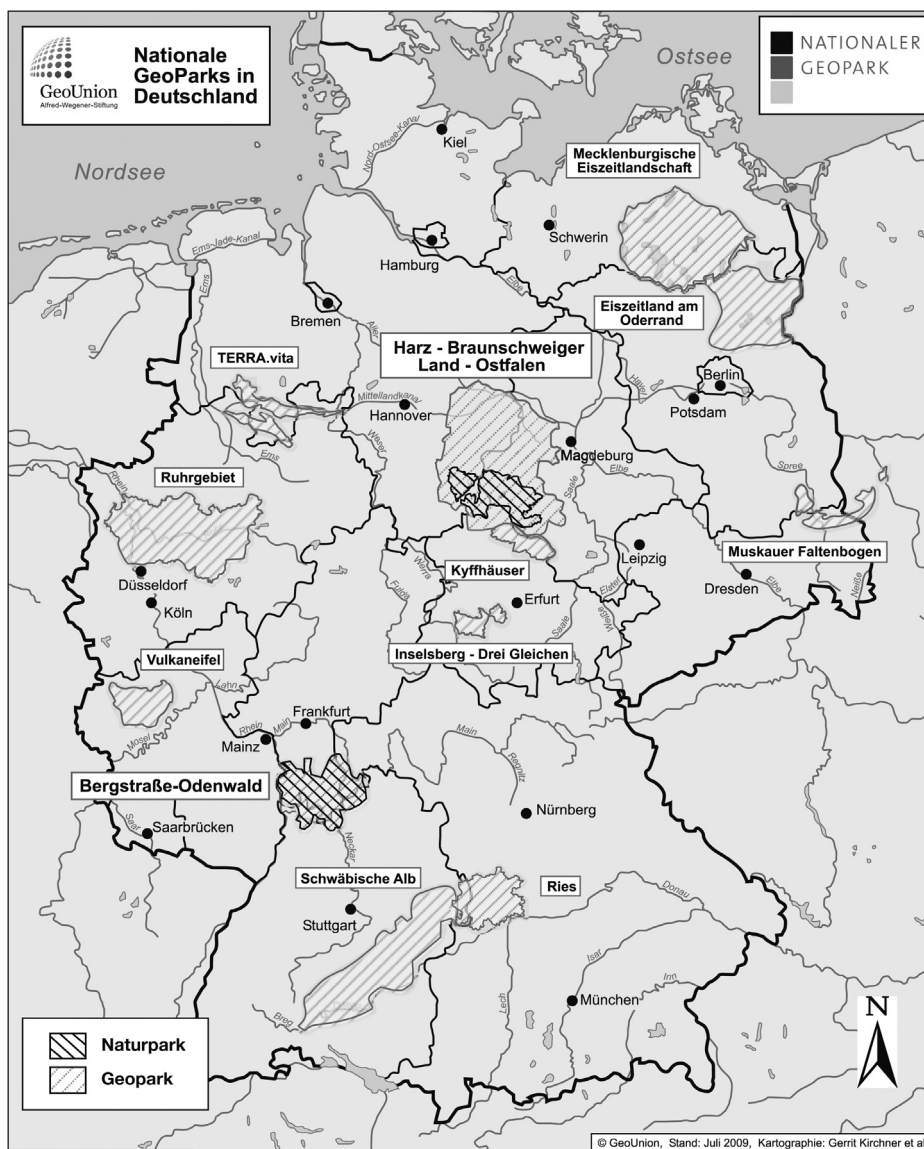 GeoUnion
Alfred-Wegener-Stiftung
Nationale
GeoParks in
Deutschland
NATIONALER
GEOPARK
Ostsee
Nordsee
Kiel
Nord-Ostsee-Kanal
Mecklenburgische
Eiszeitlandschaft
Schwerin
Ems-Jade-Kanal
Hamburg
Elbe
Ems
Bremen
Aller
Eiszeitland am
Oderrand
Harz - Braunschweiger
Land - Ostfalen
TERRA.vita
Berlin
Havel
Mittellandkanal
Hannover
Potsdam
Weser
Magdeburg
Ems
Elbe
Spree
Ruhrgebiet
Rhein
Saale
Leipzig
Muskauer Faltenbogen
Kyffhäuser
Düsseldorf
Werra
Fulda
Elster
Dresden
Elbe
Neiße
Köln
Erfurt
Saale
Weiße
Vulkaneifel
Inselsberg - Drei Gleichen
Lahn
Frankfurt
Rhein
Main
Main
Mosel
Mainz
Regnitz
Bergstraße-Odenwald
Nürnberg
Saar
Saarbrücken
Neckar
Schwäbische Alb
Ries
Donau
Stuttgart
Isar
Inn
Lech
München
Breg
N
Naturpark
Geopark
© GeoUnion, Stand: Juli 2009, Kartographie: Gerrit Kirchner et al